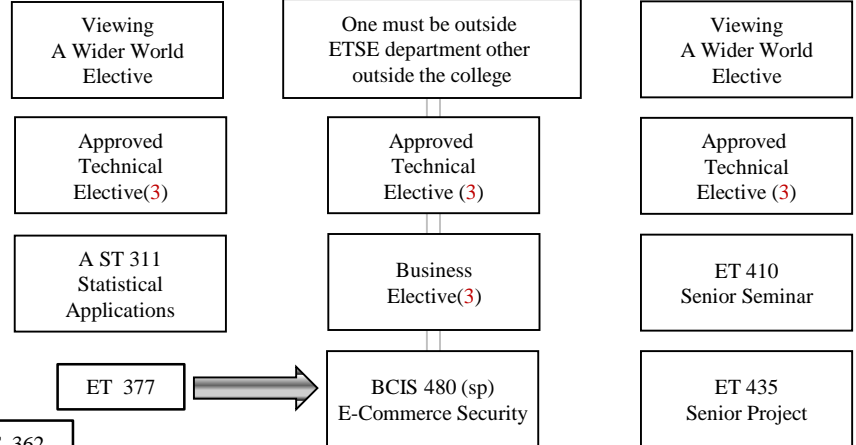 Viewing
A Wider World
Elective
One must be outside
ETSE department other
outside the college
Viewing
A Wider World
Elective
Approved
Technical
Elective(3)
Approved
Technical
Elective (3)
Approved
Technical
Elective (3)
A ST 311
Statistical
Applications
Business
Elective(3)
ET 410
Senior Seminar
ET 377
BCIS 480 (sp)
E-Commerce Security
ET 435
Senior Project
362